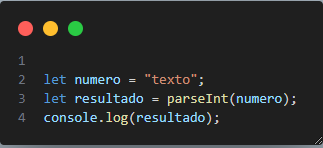 1
2 let numero = "texto";
3 let resultado = parseInt(numero);
4 console.log(resultado);